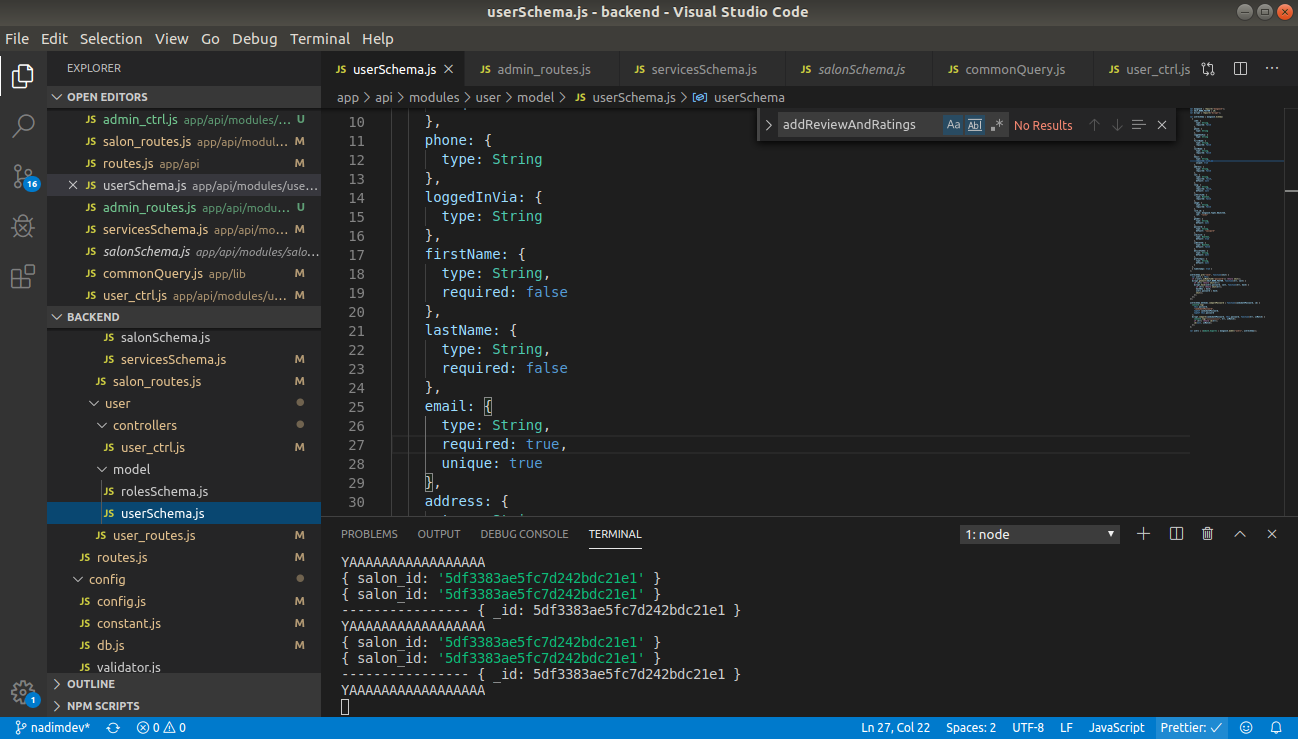 userSchema.js - backend - Visual Studio Code
File Edit Selection View Go Debug Terminal Help
EXPLORER
OPEN EDITORS
JS admin_ctrl.js app/api/modules/... U
JS salon_routes.js app/api/modul... M
JS routes.js app/api M
JS userSchema.js app/api/modules/use...
JS admin_routes.js app/api/modu... U
JS servicesSchema.js app/api/mo... M
JS salonSchema.js app/api/modules/salo...
JS commonQuery.js app/lib M
JS user_ctrl.js app/api/modules/u... M
BACKEND
JS salonSchema.js
JS servicesSchema.js M
JS salon_routes.js M
user
controllers
JS user_ctrl.js M
model
JS rolesSchema.js
JS userSchema.js
JS user_routes.js M
JS routes.js M
config
JS config.js M
JS constant.js M
JS db.js M
JS validator.js
OUTLINE
NPM SCRIPTS
16
1
JS userSchema.js JS admin_routes.js JS servicesSchema.js JS salonSchema.js JS commonQuery.js JS user_ctrl.js
app > api > modules > user > model > JS userSchema.js > userSchema
addReviewAndRatings Aa Abl .* No Results
10 },
11 phone: {
12 type: String
13 },
14 loggedInVia: {
15 type: String
16 },
17 firstName: {
18 type: String,
19 required: false
20 },
21 lastName: {
22 type: String,
23 required: false
24 },
25 email: {
26 type: String,
27 required: true,
28 unique: true
29 },
30 address: {
PROBLEMS OUTPUT DEBUG CONSOLE TERMINAL 1: node
YAAAAAAAAAAAAAAAAA
{ salon_id: '5df3383ae5fc7d242bdc21e1' }
{ salon_id: '5df3383ae5fc7d242bdc21e1' }
---------------- { _id: 5df3383ae5fc7d242bdc21e1 }
YAAAAAAAAAAAAAAAAA
{ salon_id: '5df3383ae5fc7d242bdc21e1' }
{ salon_id: '5df3383ae5fc7d242bdc21e1' }
---------------- { _id: 5df3383ae5fc7d242bdc21e1 }
YAAAAAAAAAAAAAAAAA
nadimdev* 0 0 Ln 27, Col 22 Spaces: 2 UTF-8 LF JavaScript Prettier: ✓